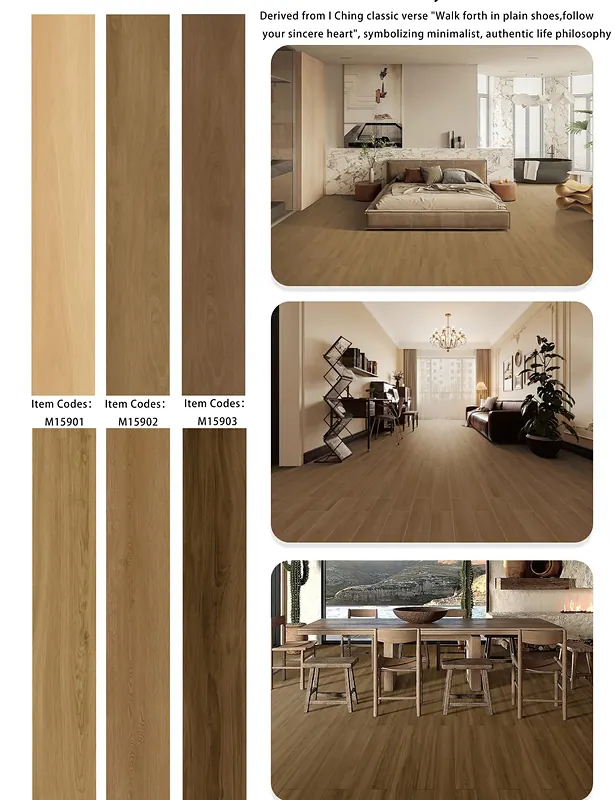 Derived from I Ching classic verse "Walk forth in plain shoes,follow
your sincere heart", symbolizing minimalist, authentic life philosophy
Item Codes:
M15901
Item Codes:
M15902
Item Codes:
M15903